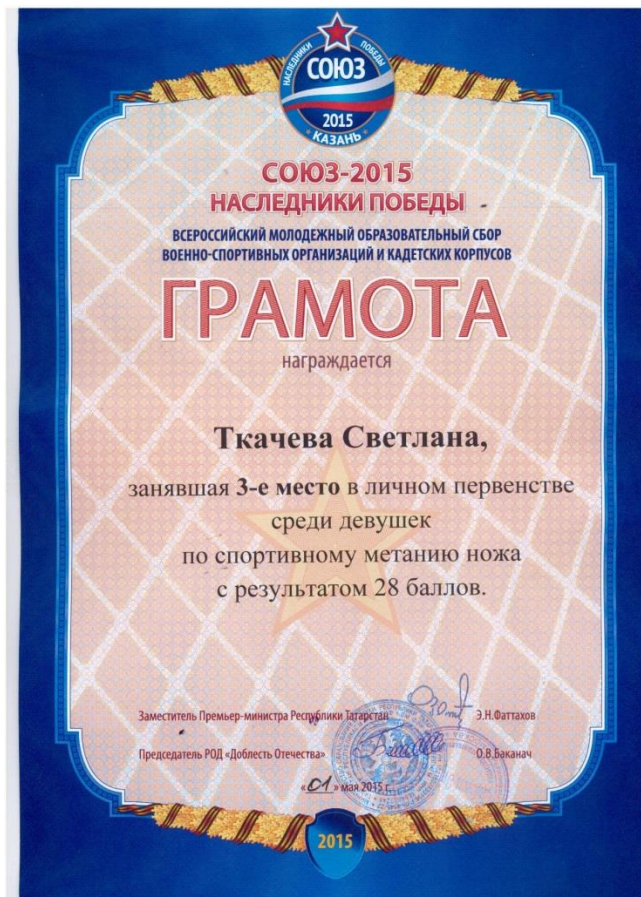 НАСЛЕДНИКИ ПОБЕДЫ
СОЮЗ
2015
КАЗАНЬ
СОЮЗ-2015
НАСЛЕДНИКИ ПОБЕДЫ
ВСЕРОССИЙСКИЙ МОЛОДЕЖНЫЙ ОБРАЗОВАТЕЛЬНЫЙ СБОР
ВОЕННО-СПОРТИВНЫХ ОРГАНИЗАЦИЙ И КАДЕТСКИХ КОРПУСОВ
ГРАМОТА
награждается
Ткачева Светлана,
занявшая 3-е место в личном первенстве
среди девушек
по спортивному метанию ножа
с результатом 28 баллов.
Заместитель Премьер-министра Республики Татарстан Э.Н.Фаттахов
Председатель РОД «Доблесть Отечества» О.В.Баканач
«01» мая 2015 г.
2015